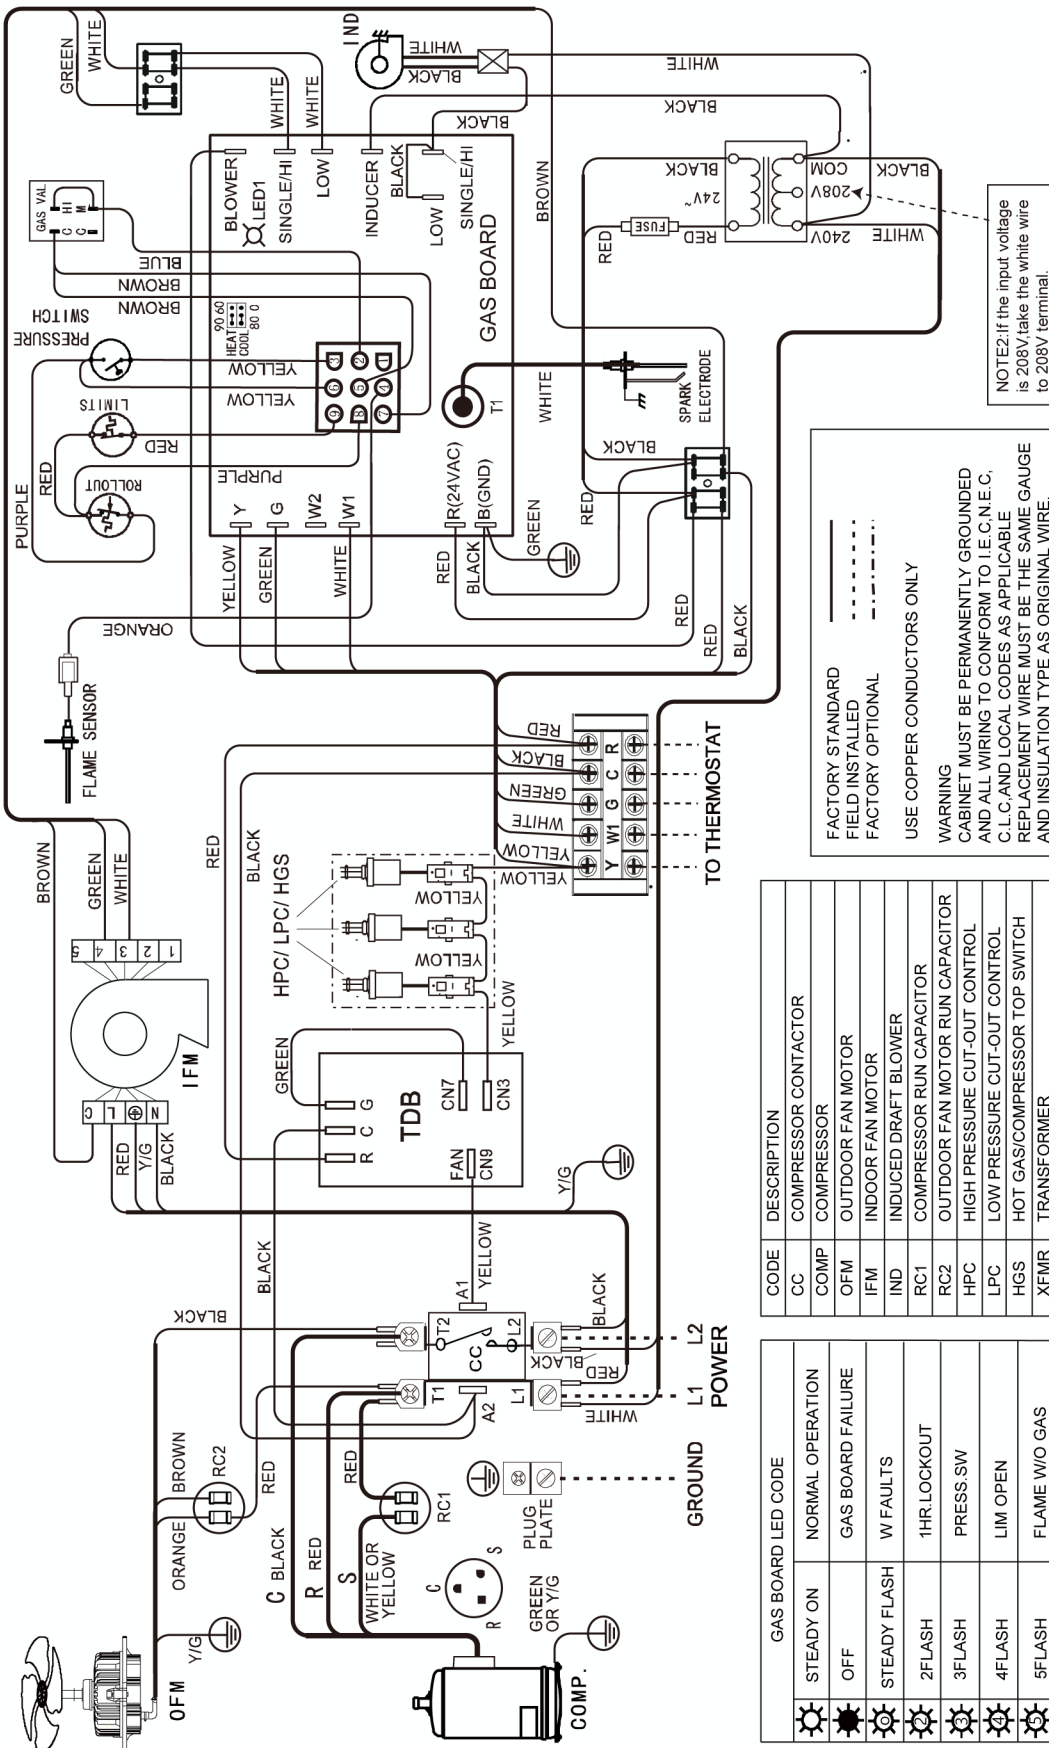 IND
WHITE
BLACK
GREEN
WHITE
WHITE
WHITE
BLACK
WHITE
BLACK
GAS VAL
C HI
C M
BLOWER
LED1
SINGLE/HI
LOW
INDUCER
BLACK
LOW
SINGLE/HI
GAS BOARD
BROWN
BLUE
BROWN
BROWN
90 60
HEAT
COOL
80 0
PRESSURE
SWITCH
YELLOW
YELLOW
3 2 1
6 5 4
9 8 7
LIMITS
RED
RED
ROLLOUT
PURPLE
PURPLE
T1
WHITE
SPARK
ELECTRODE
BLACK
24V~
COM
208V
240V
BLACK
WHITE
FUSE
RED
RED
NOTE2:If the input voltage
is 208V,take the white wire
to 208V terminal.
Y
G
W2
W1
R(24VAC)
B(GND)
YELLOW
GREEN
WHITE
RED
BLACK
GREEN
RED
BLACK
RED
RED
BLACK
ORANGE
FLAME SENSOR
BROWN
GREEN
WHITE
5 4 3 2 1
IFM
C L N
RED
Y/G
BLACK
RED
BLACK
HPC/ LPC/ HGS
YELLOW
YELLOW
YELLOW
YELLOW
RED
BLACK
GREEN
WHITE
YELLOW
R
C
G
W1
Y
TO THERMOSTAT
GREEN
G
C
R
TDB
CN7
CN3
FAN
CN9
Y/G
YELLOW
BLACK
BLACK
A1
T2
CC
L2
T1
A2
L1
BLACK
BLACK
RED
WHITE
L1 L2
POWER
BROWN
RC2
ORANGE
RED
Y/G
OFM
C BLACK
R RED
S
WHITE OR
YELLOW
RED
RC1
C
S
R
PLUG
PLATE
GROUND
GREEN
OR Y/G
COMP.
FACTORY STANDARD
FIELD INSTALLED
FACTORY OPTIONAL
USE COPPER CONDUCTORS ONLY
WARNING
CABINET MUST BE PERMANENTLY GROUNDED
AND ALL WIRING TO CONFORM TO I.E.C,N.E.C,
C.L.C,AND LOCAL CODES AS APPLICABLE
REPLACEMENT WIRE MUST BE THE SAME GAUGE
AND INSULATION TYPE AS ORIGINAL WIRE.
CODE DESCRIPTION
CC COMPRESSOR CONTACTOR
COMP COMPRESSOR
OFM OUTDOOR FAN MOTOR
IFM INDOOR FAN MOTOR
IND INDUCED DRAFT BLOWER
RC1 COMPRESSOR RUN CAPACITOR
RC2 OUTDOOR FAN MOTOR RUN CAPACITOR
HPC HIGH PRESSURE CUT-OUT CONTROL
LPC LOW PRESSURE CUT-OUT CONTROL
HGS HOT GAS/COMPRESSOR TOP SWITCH
XFMR TRANSFORMER
GAS BOARD LED CODE
STEADY ON NORMAL OPERATION
OFF GAS BOARD FAILURE
STEADY FLASH W FAULTS
2 2FLASH 1HR.LOCKOUT
3 3FLASH PRESS.SW
4 4FLASH LIM OPEN
5 5FLASH FLAME W/O GAS